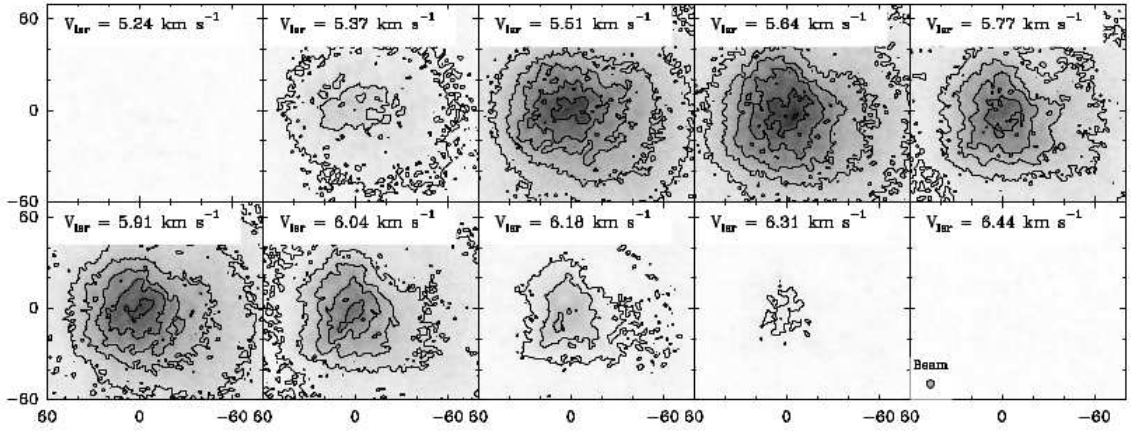 60
V_lsr = 5.24 km s^-1
V_lsr = 5.37 km s^-1
V_lsr = 5.51 km s^-1
V_lsr = 5.64 km s^-1
V_lsr = 5.77 km s^-1
0
-60
60
V_lsr = 5.91 km s^-1
V_lsr = 6.04 km s^-1
V_lsr = 6.18 km s^-1
V_lsr = 6.31 km s^-1
V_lsr = 6.44 km s^-1
0
Beam
-60
60 0 -60 60 0 -60 60 0 -60 60 0 -60 60 0 -60